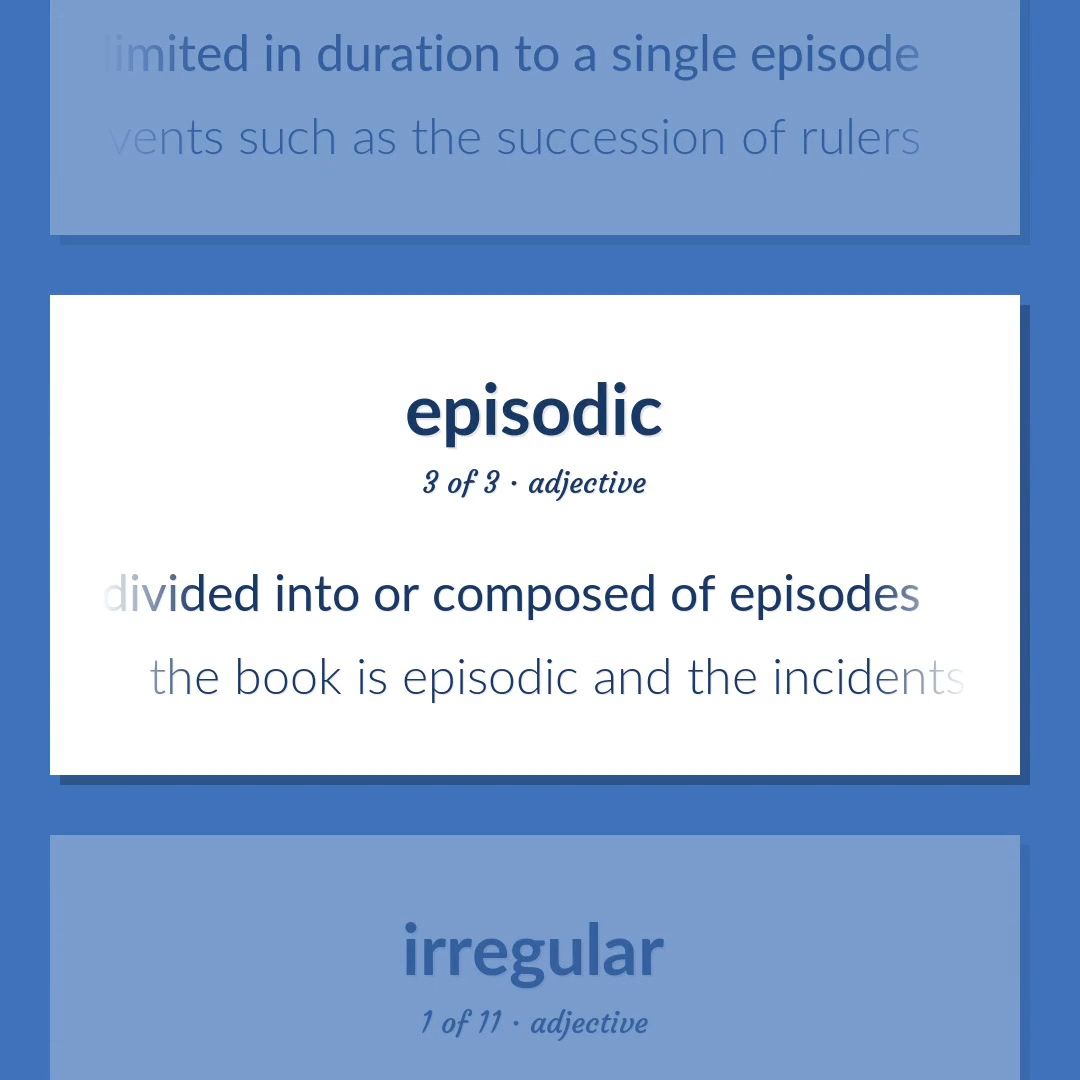 limited in duration to a single episode
vents such as the succession of rulers
episodic
3 of 3 · adjective
divided into or composed of episodes
the book is episodic and the incidents
irregular
1 of 11 · adjective